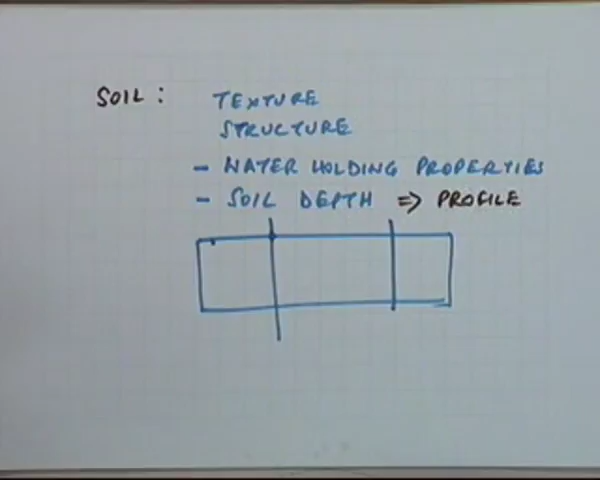 SOIL : TEXTURE
STRUCTURE
- WATER HOLDING PROPERTIES
- SOIL DEPTH => PROFILE